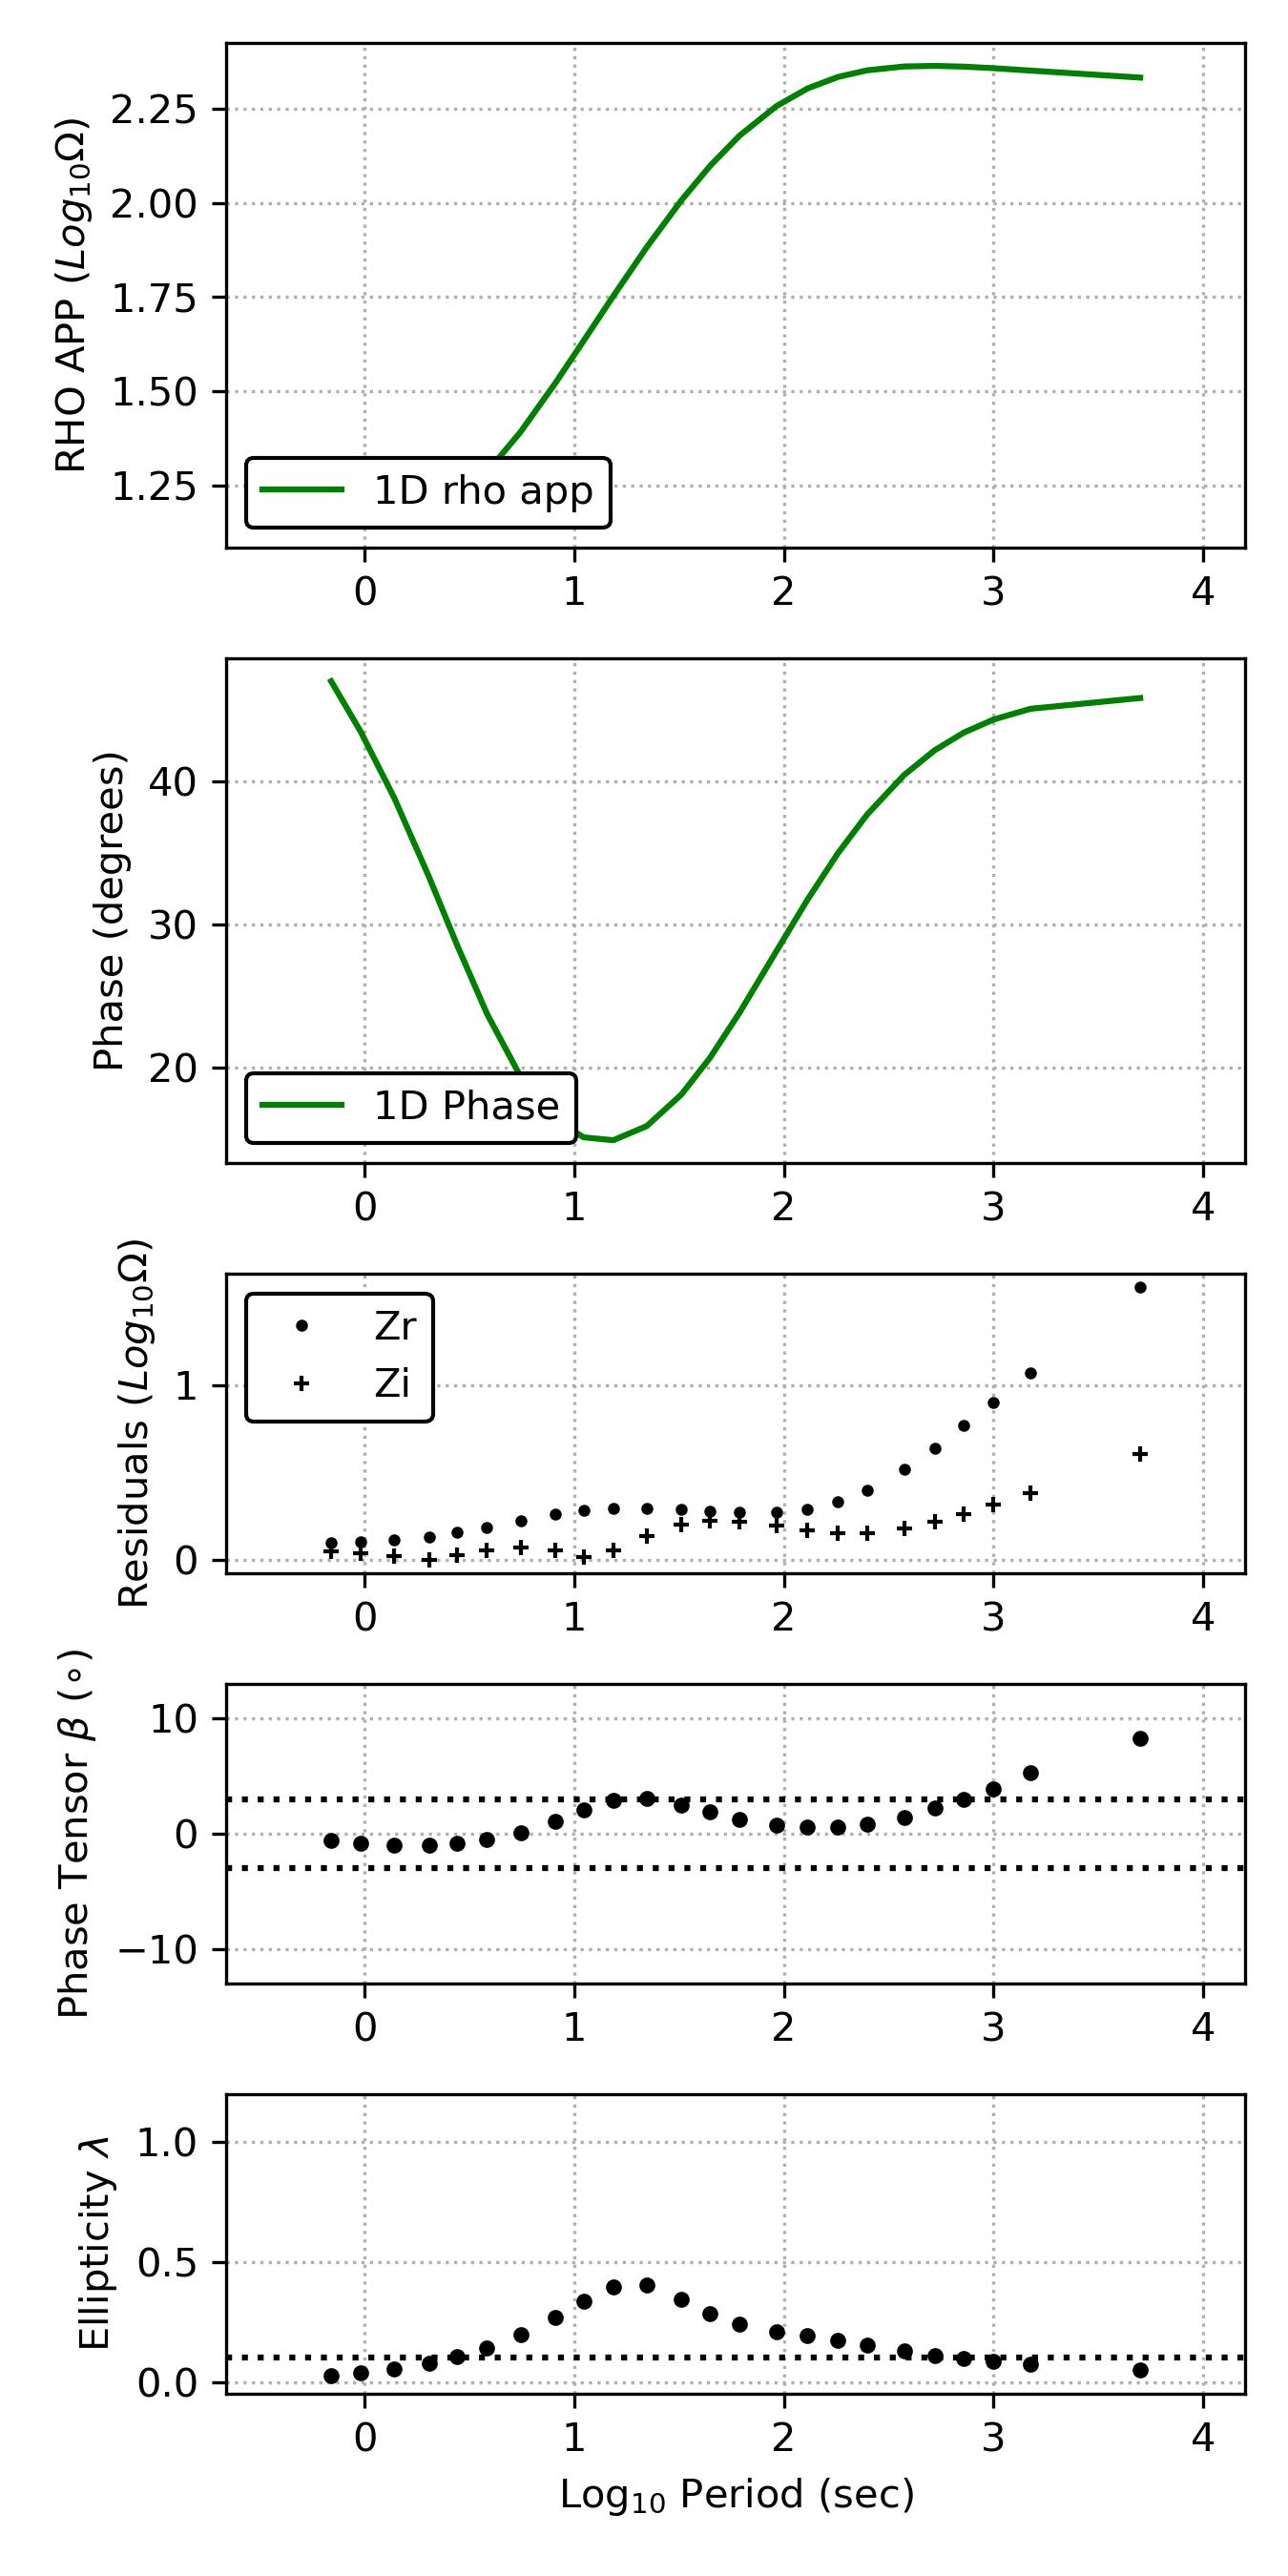 RHO APP (Log₁₀Ω)
2.25
2.00
1.75
1.50
1.25
1D rho app
0 1 2 3 4
Phase (degrees)
40
30
20
1D Phase
0 1 2 3 4
Residuals (Log₁₀Ω)
1
0
Zr
Zi
0 1 2 3 4
Phase Tensor β (∘)
10
0
−10
0 1 2 3 4
Ellipticity λ
1.0
0.5
0.0
0 1 2 3 4
Log₁₀ Period (sec)